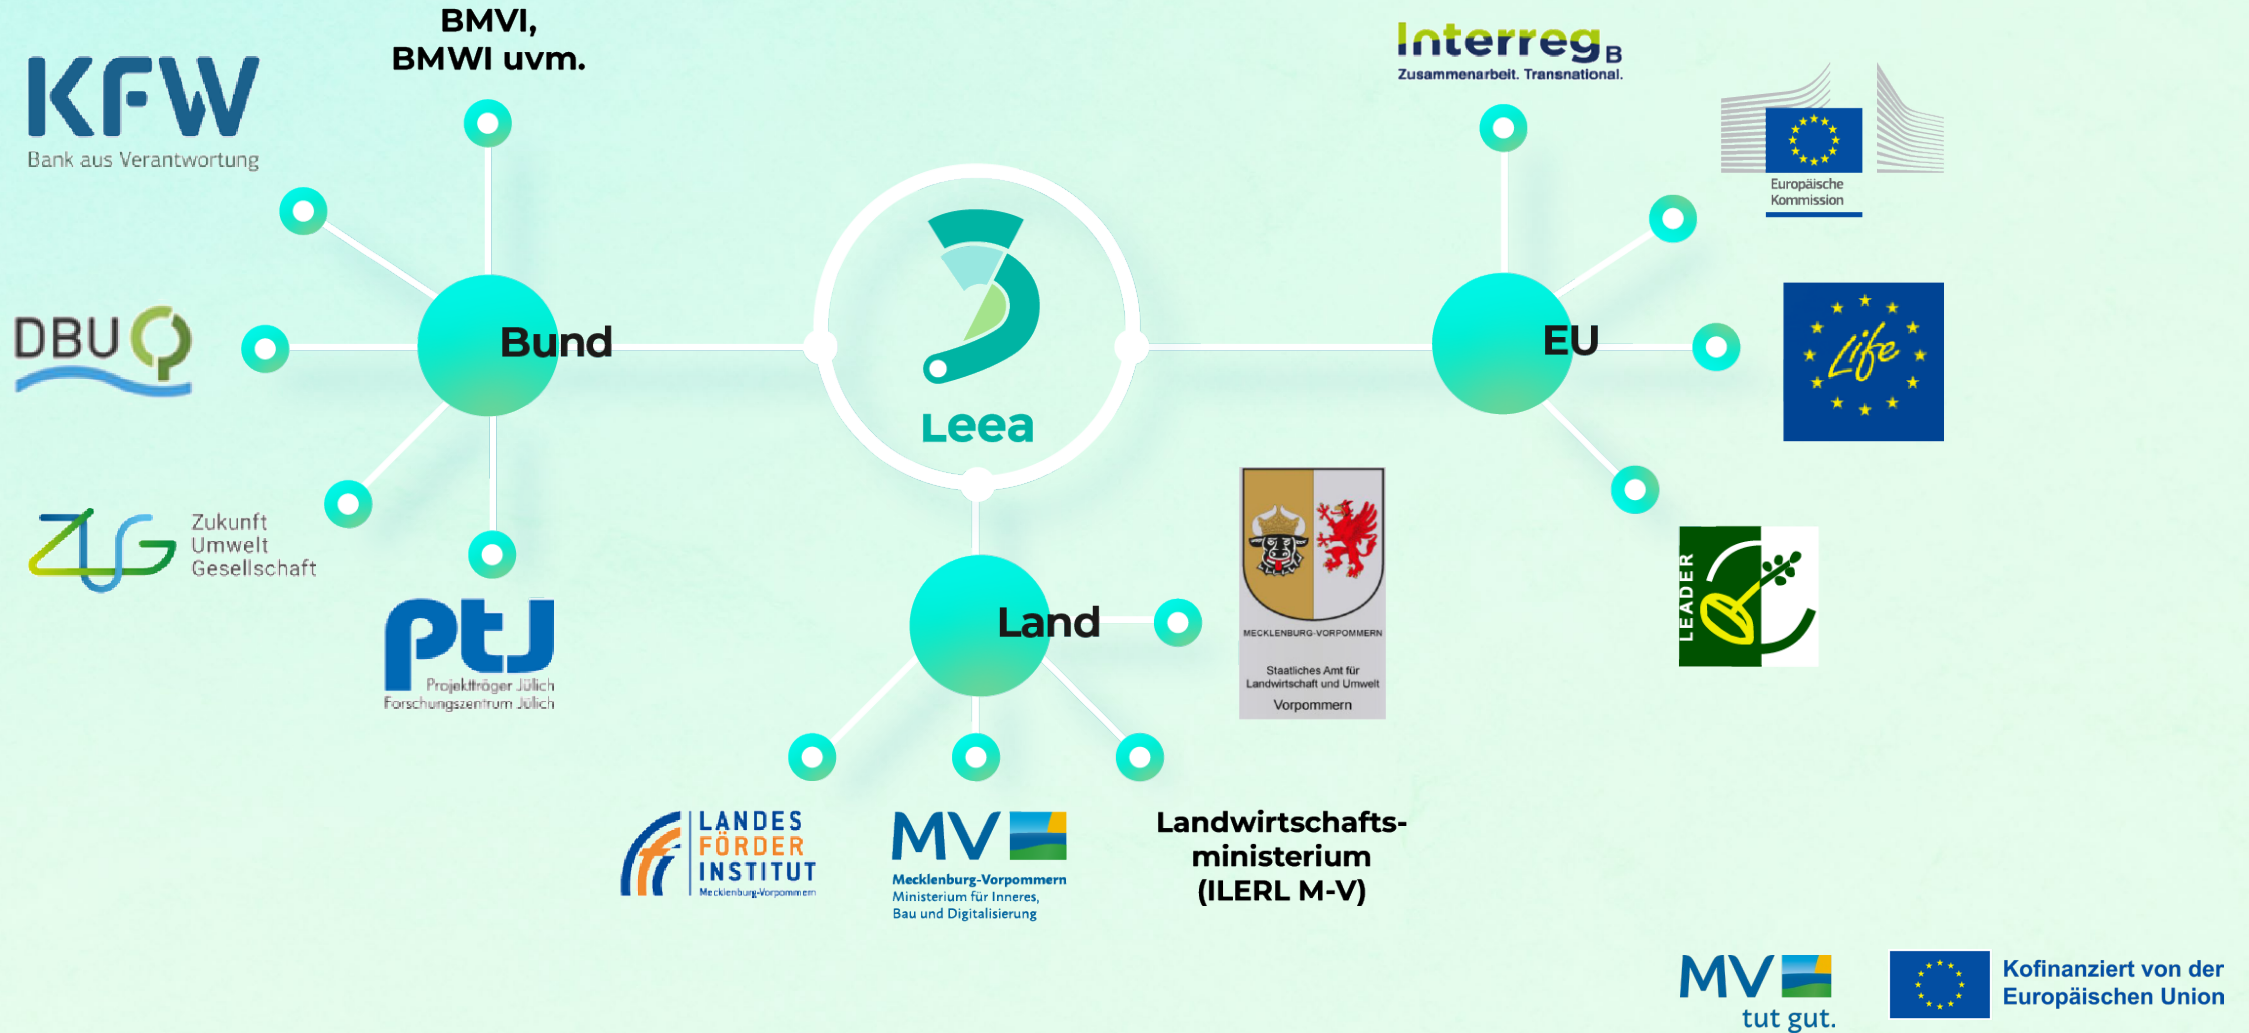 BMVI,
BMWI uvm.
KFW
Bank aus Verantwortung
DBU
Zukunft
Umwelt
Gesellschaft
ZUG
ptJ
Projektträger Jülich
Forschungszentrum Jülich
Bund
Leea
Land
LANDES
FÖRDER
INSTITUT
Mecklenburg-Vorpommern
MV
Mecklenburg-Vorpommern
Ministerium für Inneres,
Bau und Digitalisierung
Landwirtschafts-
ministerium
(ILERL M-V)
MECKLENBURG-VORPOMMERN
Staatliches Amt für
Landwirtschaft und Umwelt
Vorpommern
EU
Interreg B
Zusammenarbeit. Transnational.
Europäische
Kommission
Life
LEADER
MV
tut gut.
Kofinanziert von der
Europäischen Union